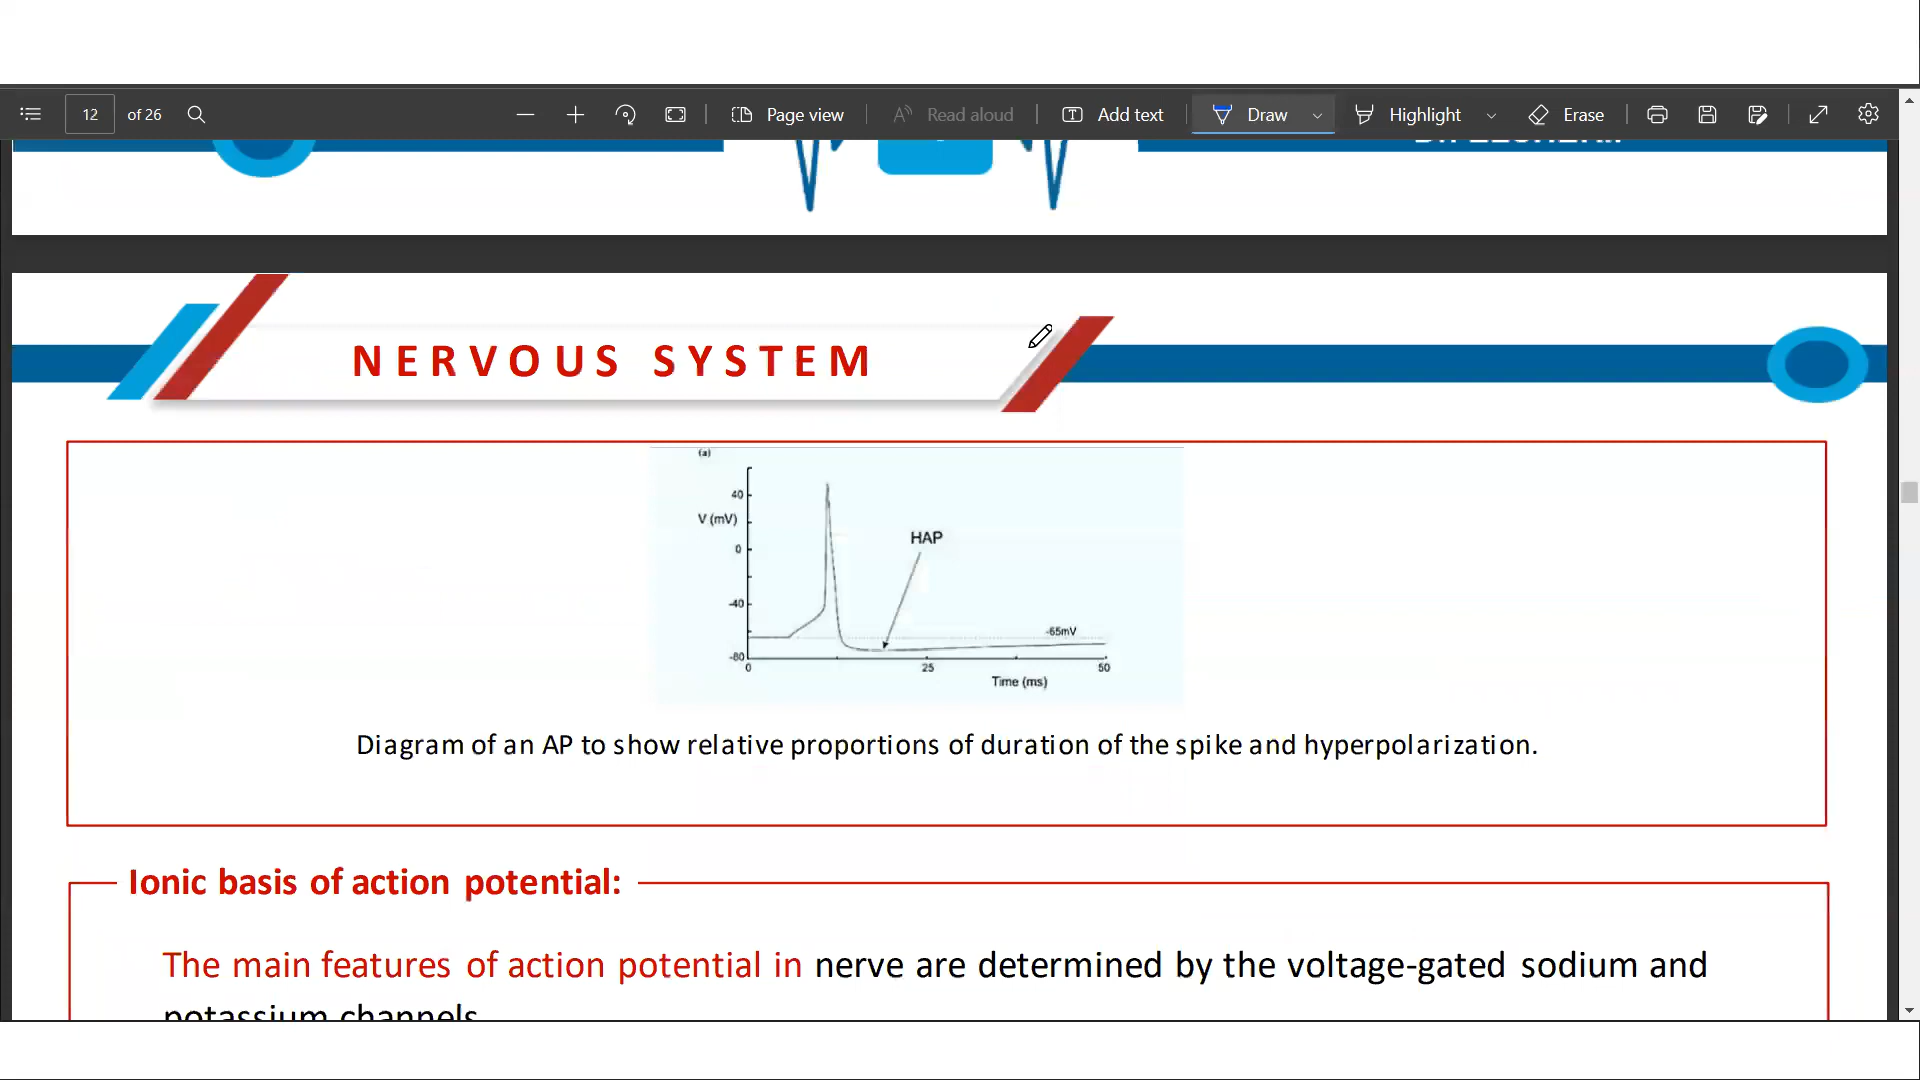 12 of 26 Page view Read aloud Add text Draw Highlight Erase
NERVOUS SYSTEM
(a)
40
V (mV)
HAP
0
-40
-65mV
-80
0 25 50
Time (ms)
Diagram of an AP to show relative proportions of duration of the spike and hyperpolarization.
Ionic basis of action potential:
The main features of action potential in nerve are determined by the voltage-gated sodium and
potassium channels